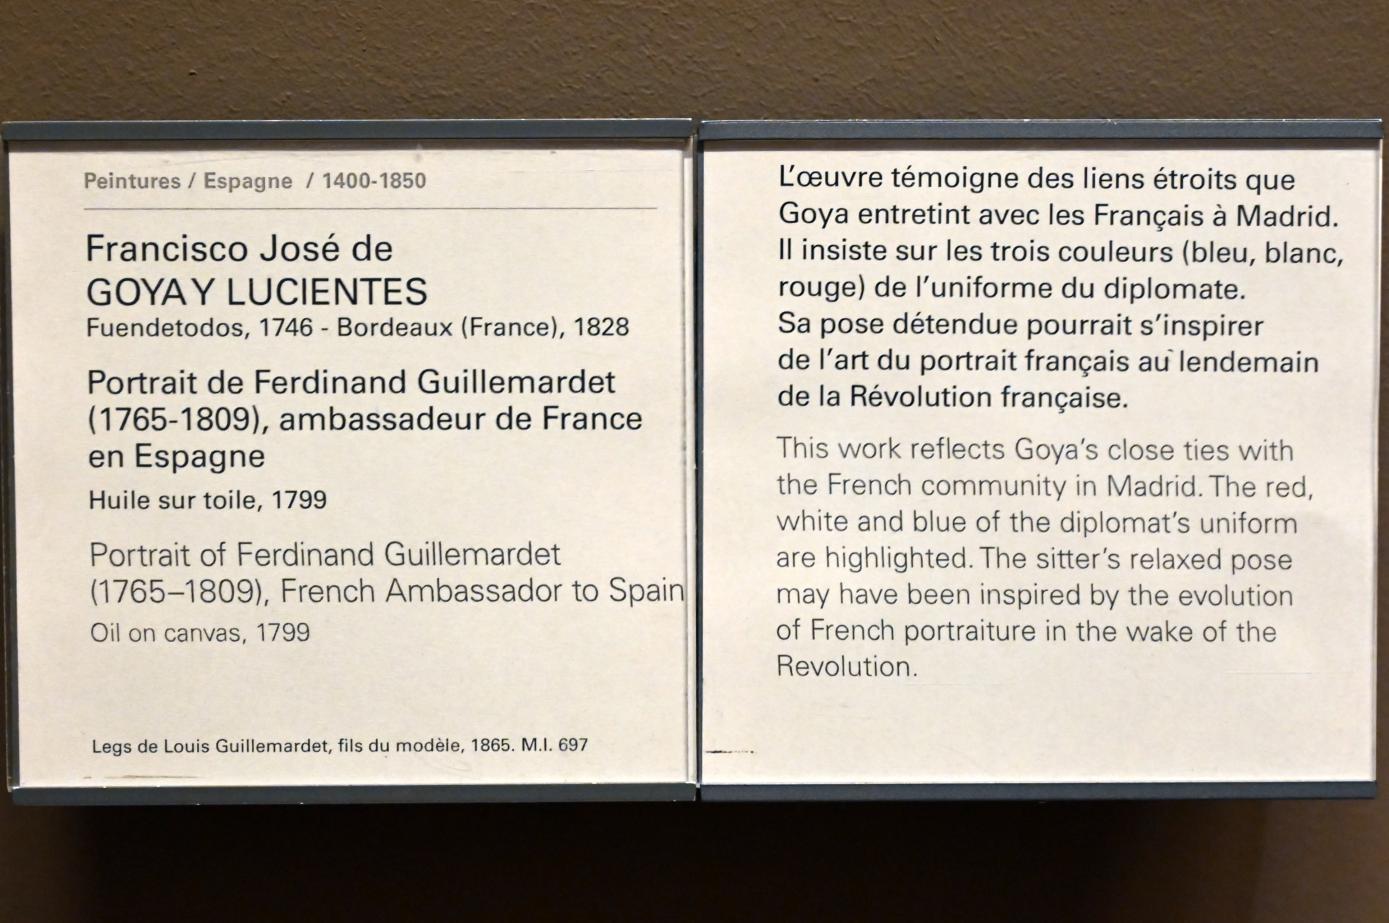 Peintures / Espagne / 1400-1850
Francisco José de
GOYA Y LUCIENTES
Fuendetodos, 1746 - Bordeaux (France), 1828
Portrait de Ferdinand Guillemardet
(1765-1809), ambassadeur de France
en Espagne
Huile sur toile, 1799
Portrait of Ferdinand Guillemardet
(1765–1809), French Ambassador to Spain
Oil on canvas, 1799
Legs de Louis Guillemardet, fils du modèle, 1865. M.I. 697
L'œuvre témoigne des liens étroits que
Goya entretint avec les Français à Madrid.
Il insiste sur les trois couleurs (bleu, blanc,
rouge) de l'uniforme du diplomate.
Sa pose détendue pourrait s'inspirer
de l'art du portrait français au lendemain
de la Révolution française.
This work reflects Goya's close ties with
the French community in Madrid. The red,
white and blue of the diplomat's uniform
are highlighted. The sitter's relaxed pose
may have been inspired by the evolution
of French portraiture in the wake of the
Revolution.